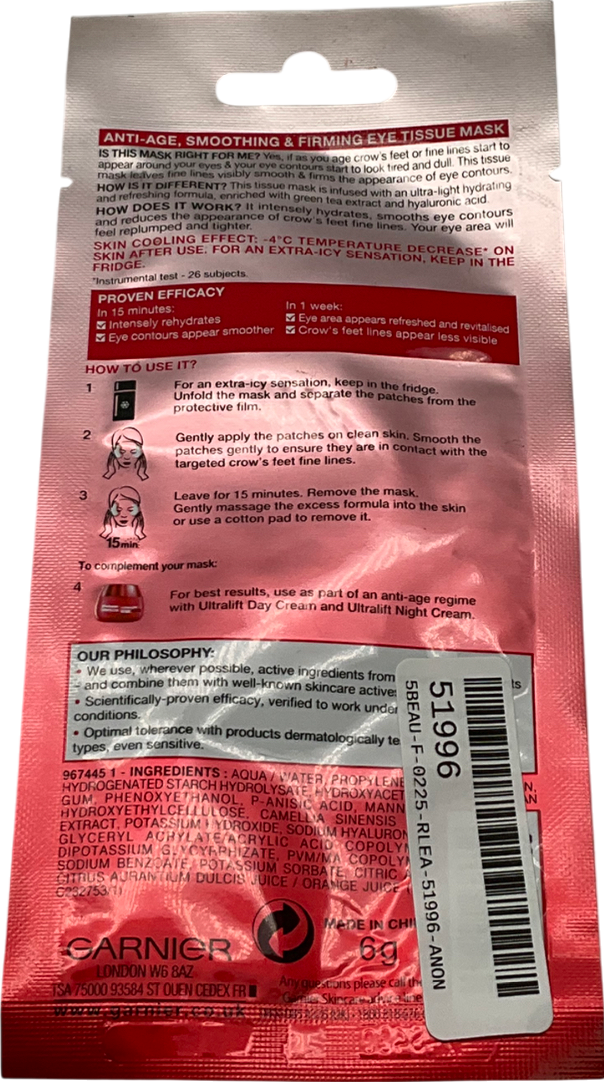 ANTI-AGE, SMOOTHING & FIRMING EYE TISSUE MASK
IS THIS MASK RIGHT FOR ME? Yes, if as you age crow's feet or fine lines start to
appear around your eyes & your eye contours start to look tired and dull. This tissue
mask leaves fine lines visibly smooth & firms the appearance of eye contours.
HOW IS IT DIFFERENT? This tissue mask is infused with an ultra-light hydrating
and refreshing formula, enriched with green tea extract and hyaluronic acid.
HOW DOES IT WORK? It intensely hydrates, smooths eye contours
and reduces the appearance of crow's feet fine lines. Your eye area will
feel replumped and tighter.
SKIN COOLING EFFECT: -4°C TEMPERATURE DECREASE* ON
SKIN AFTER USE. FOR AN EXTRA-ICY SENSATION, KEEP IN THE
FRIDGE.
*Instrumental test - 26 subjects.
PROVEN EFFICACY
In 15 minutes:
Intensely rehydrates
Eye contours appear smoother
In 1 week:
Eye area appears refreshed and revitalised
Crow's feet lines appear less visible
HOW TO USE IT?
1
For an extra-icy sensation, keep in the fridge.
Unfold the mask and separate the patches from the
protective film.
2
Gently apply the patches on clean skin. Smooth the
patches gently to ensure they are in contact with the
targeted crow's feet fine lines.
3
15min
Leave for 15 minutes. Remove the mask.
Gently massage the excess formula into the skin
or use a cotton pad to remove it.
To complement your mask:
4
For best results, use as part of an anti-age regime
with Ultralift Day Cream and Ultralift Night Cream.
OUR PHILOSOPHY:
• We use, wherever possible, active ingredients from
- and combine them with well-known skincare active
• Scientifically-proven efficacy, verified to work under
conditions.
• Optimal tolerance with products dermatologically te
types, even sensitive.
967445 1 - INGREDIENTS : AQUA / WATER, PROPYLENE
HYDROGENATED STARCH HYDROLYSATE, HYDROXYACET
GUM, PHENOXYETHANOL, P-ANISIC ACID, MANN
HYDROXYETHYLCELLULOSE, CAMELLIA SINENSIS
EXTRACT, POTASSIUM HYDROXIDE, SODIUM HYALURON
GLYCERYL ACRYLATE/ACRYLIC ACID COPOLYM
DIPOTASSIUM GLYCYRRHIZATE, PVM/MA COPOLYM
SODIUM BENZOATE, POTASSIUM SORBATE, CITRIC A
CITRUS AURANTIUM DULCIS JUICE / ORANGE JUICE
51996
5BEAU-F-0225-RLEA-51996-ANON
MADE IN CHI
6g
GARNIER
LONDON W6 8AZ
TSA 75000 93584 ST OUEN CEDEX FR
www.garnier.co.uk
Any questions please call the
Garnier Skincare advice line